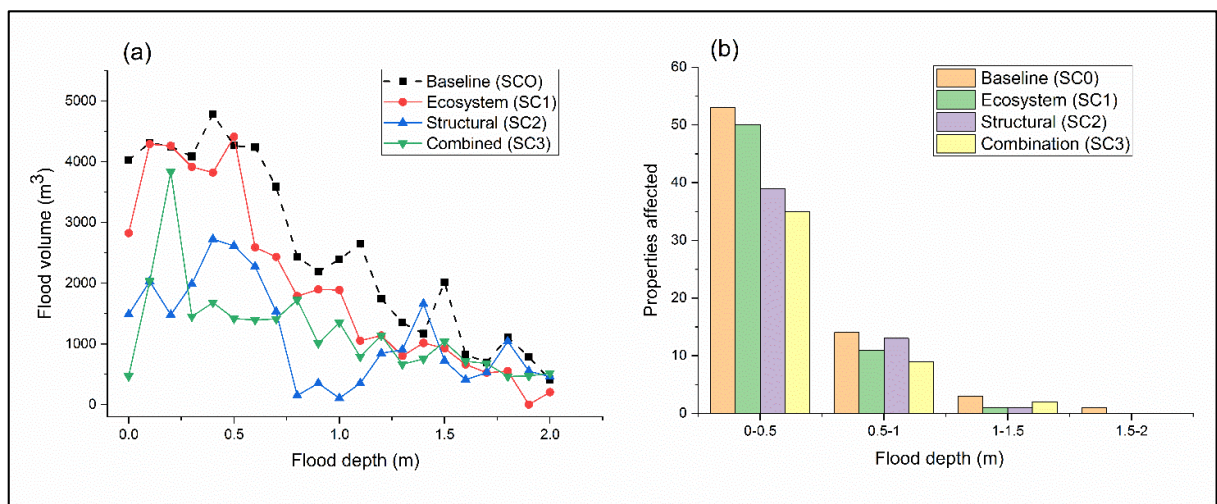 (a)
Baseline (SCO)
Ecosystem (SC1)
Structural (SC2)
Combined (SC3)
Flood volume (m³)
5000
4000
3000
2000
1000
0
0.0 0.5 1.0 1.5 2.0
Flood depth (m)
(b)
Baseline (SC0)
Ecosystem (SC1)
Structural (SC2)
Combination (SC3)
Properties affected
60
50
40
30
20
10
0
0-0.5 0.5-1 1-1.5 1.5-2
Flood depth (m)